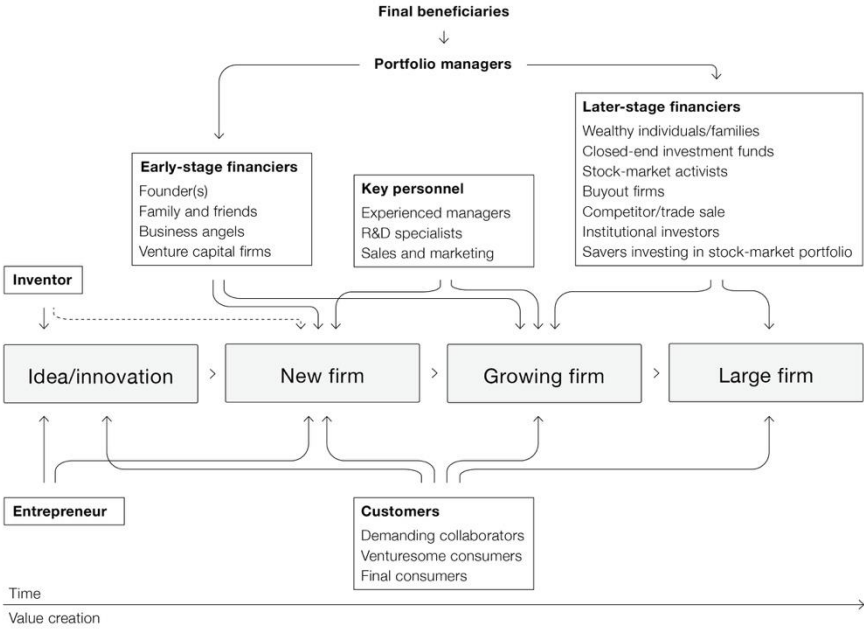 Final beneficiaries
Portfolio managers
Later-stage financiers
Wealthy individuals/families
Closed-end investment funds
Stock-market activists
Buyout firms
Competitor/trade sale
Institutional investors
Savers investing in stock-market portfolio
Early-stage financiers
Founder(s)
Family and friends
Business angels
Venture capital firms
Key personnel
Experienced managers
R&D specialists
Sales and marketing
Inventor
Idea/innovation
>
New firm
>
Growing firm
>
Large firm
Entrepreneur
Customers
Demanding collaborators
Venturesome consumers
Final consumers
Time
Value creation